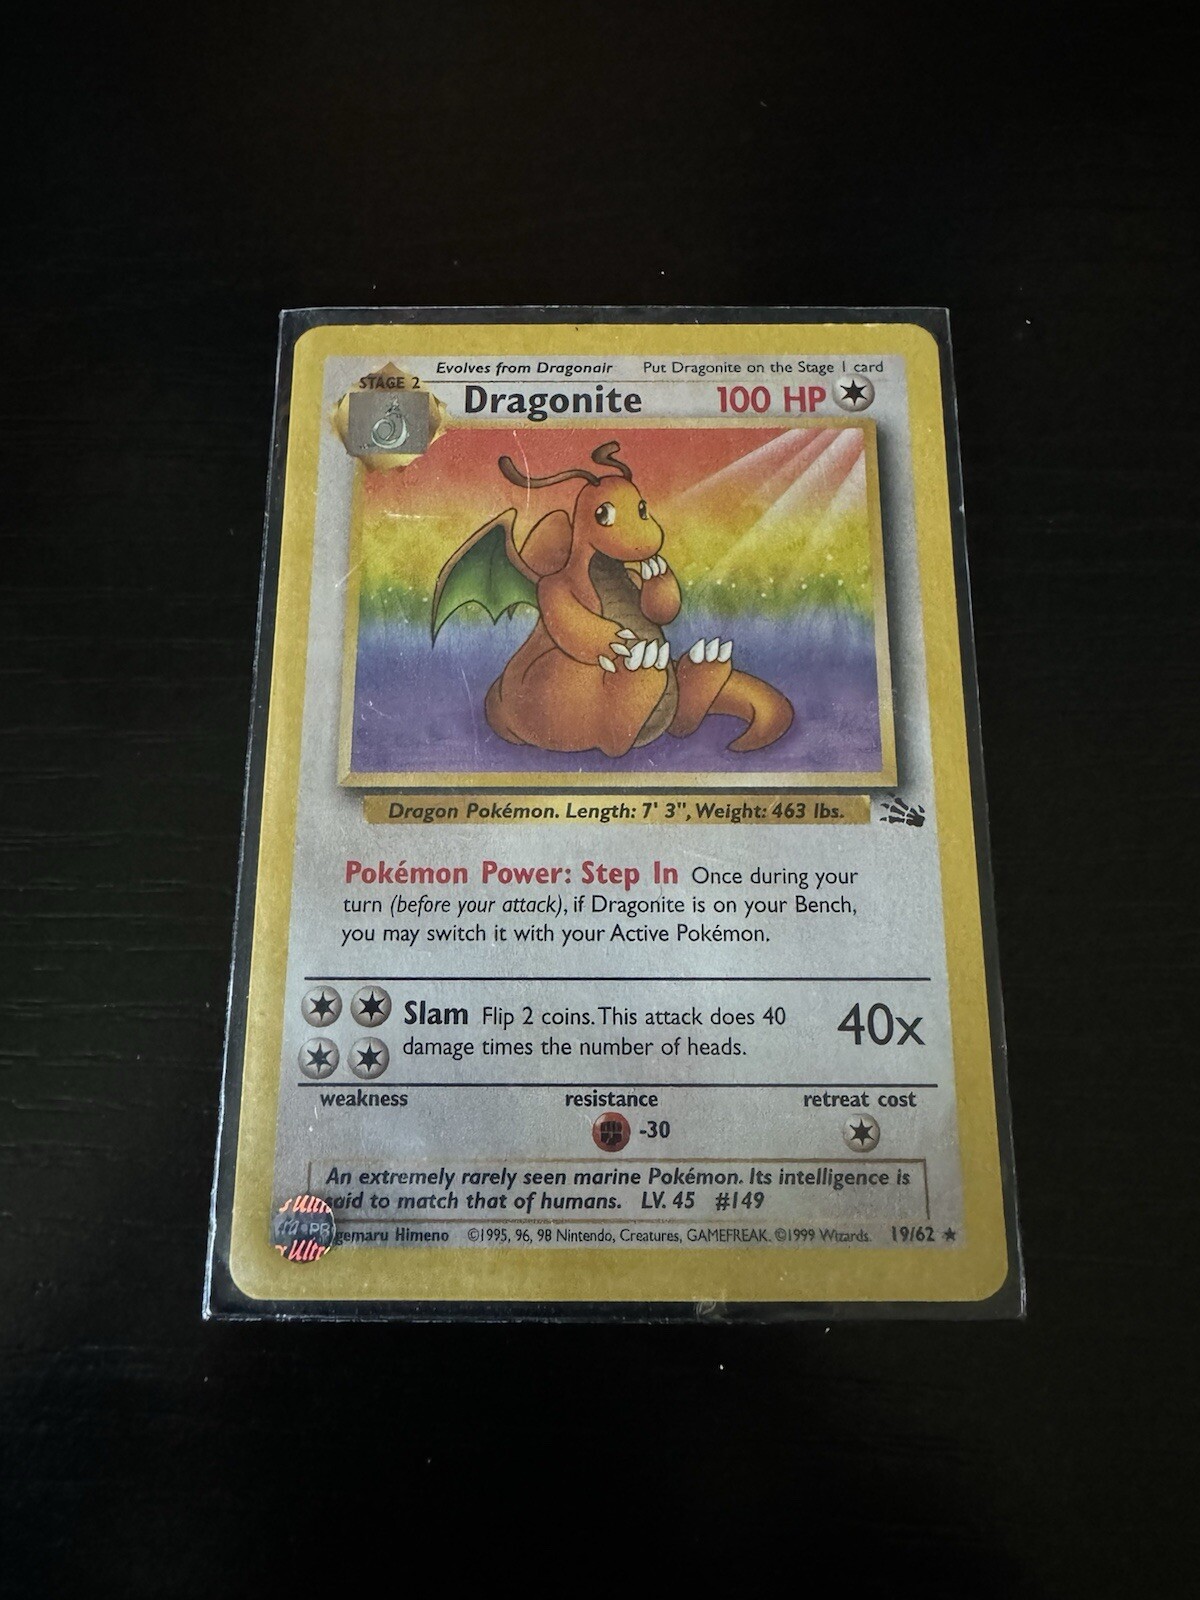 Evolves from Dragonair Put Dragonite on the Stage 1 card
STAGE 2
Dragonite 100 HP
Dragon Pokémon. Length: 7' 3", Weight: 463 lbs.
Pokémon Power: Step In Once during your
turn (before your attack), if Dragonite is on your Bench,
you may switch it with your Active Pokémon.
Slam Flip 2 coins. This attack does 40
damage times the number of heads.
40x
weakness resistance retreat cost
-30
An extremely rarely seen marine Pokémon. Its intelligence is
said to match that of humans. LV. 45 #149
gemaru Himeno ©1995, 96, 98 Nintendo, Creatures, GAMEFREAK. ©1999 Wizards. 19/62